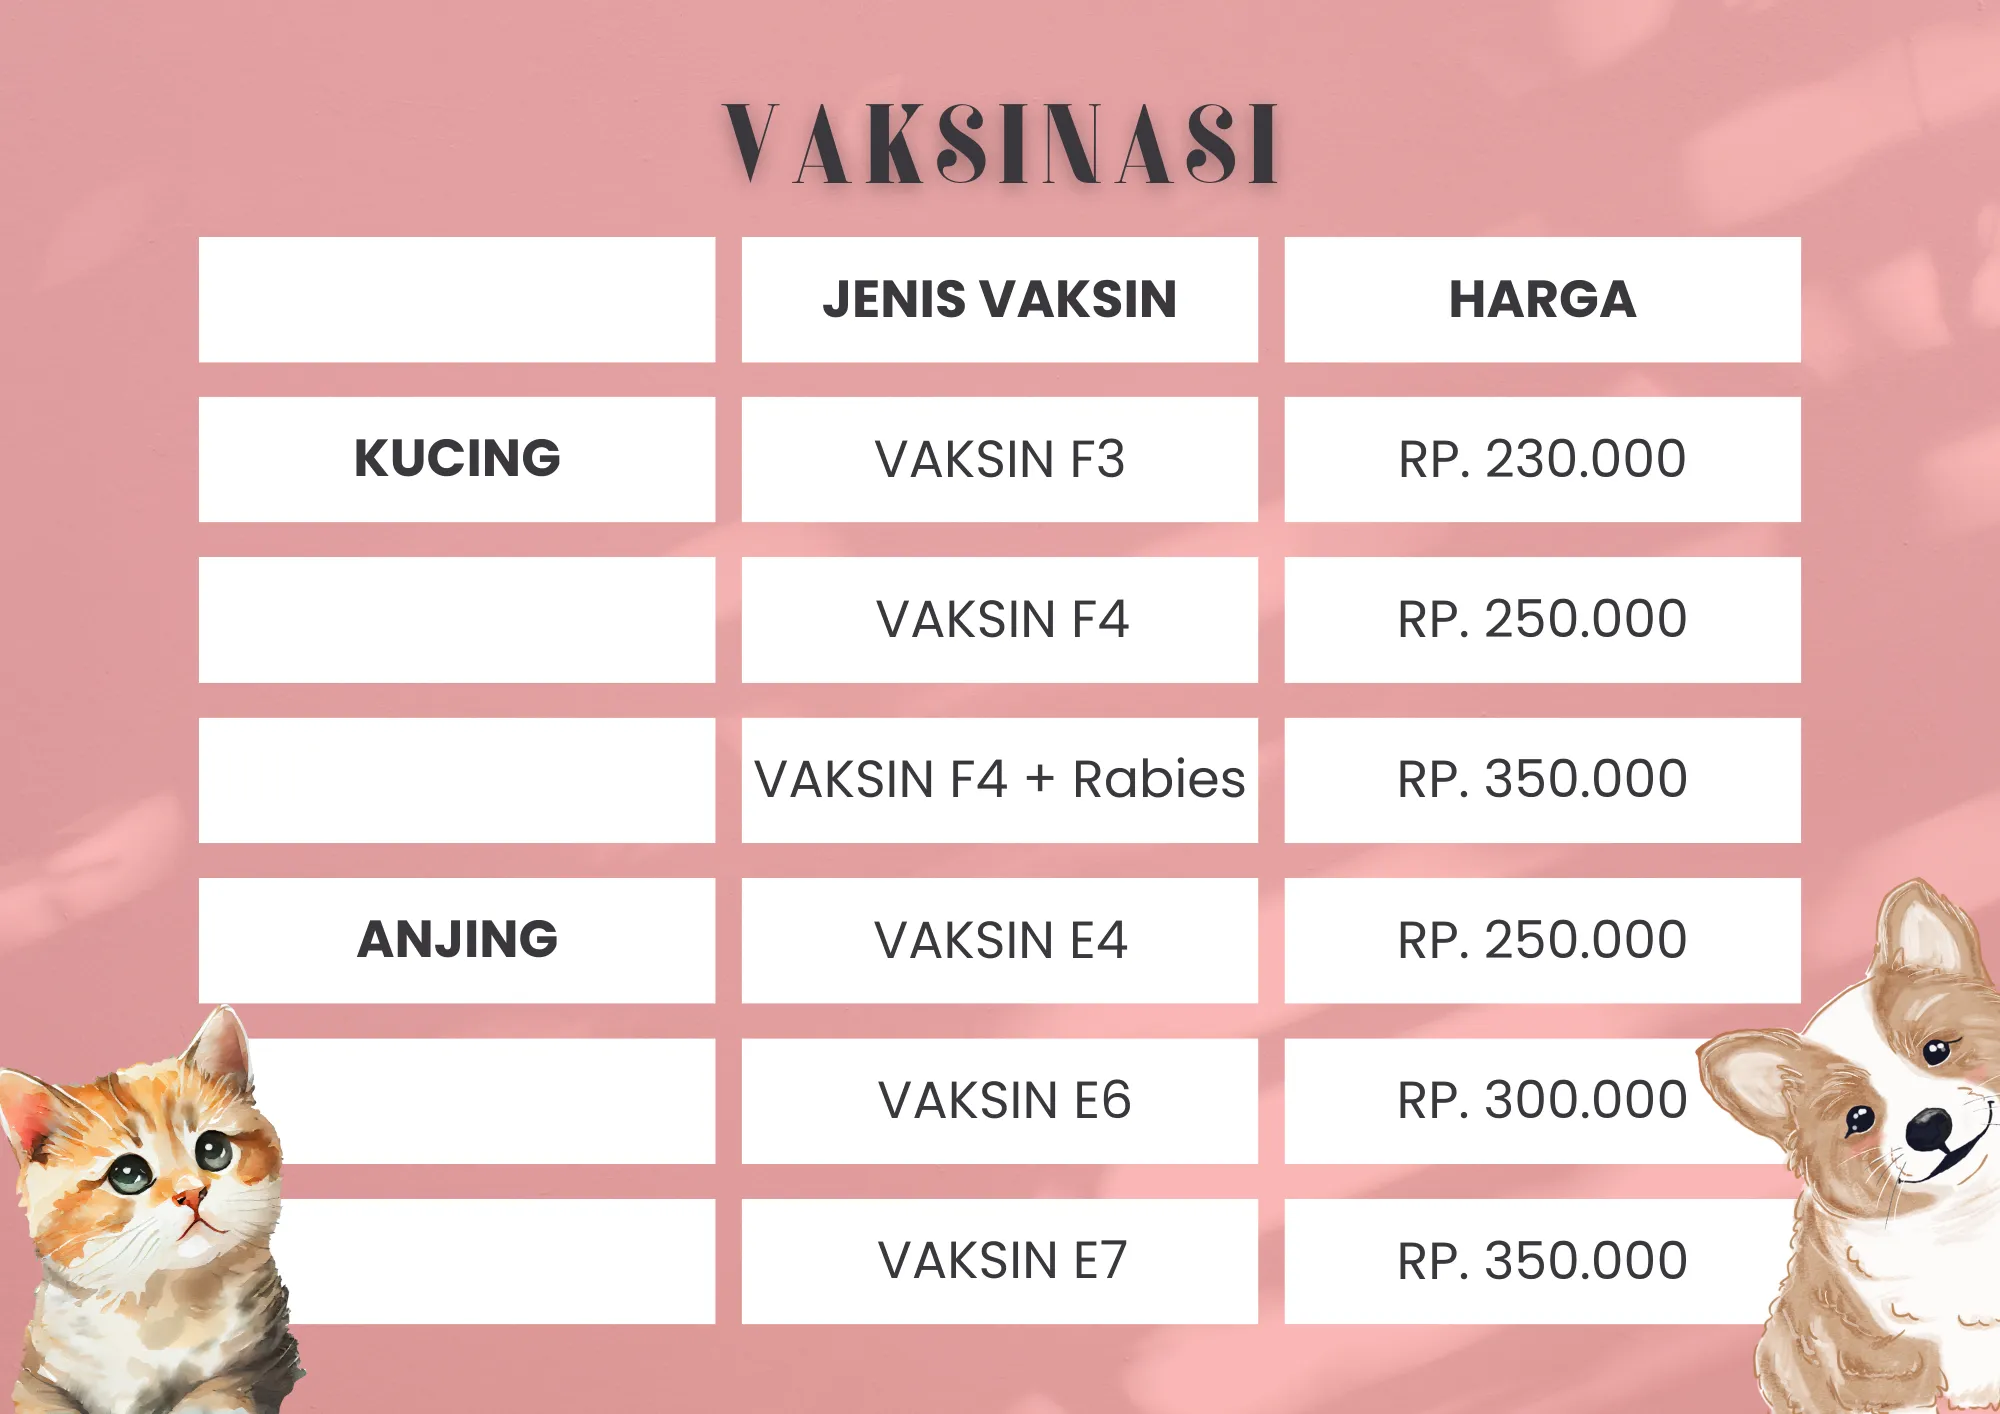 VAKSINASI
JENIS VAKSIN HARGA
KUCING VAKSIN F3 RP. 230.000
VAKSIN F4 RP. 250.000
VAKSIN F4 + Rabies RP. 350.000
ANJING VAKSIN E4 RP. 250.000
VAKSIN E6 RP. 300.000
VAKSIN E7 RP. 350.000